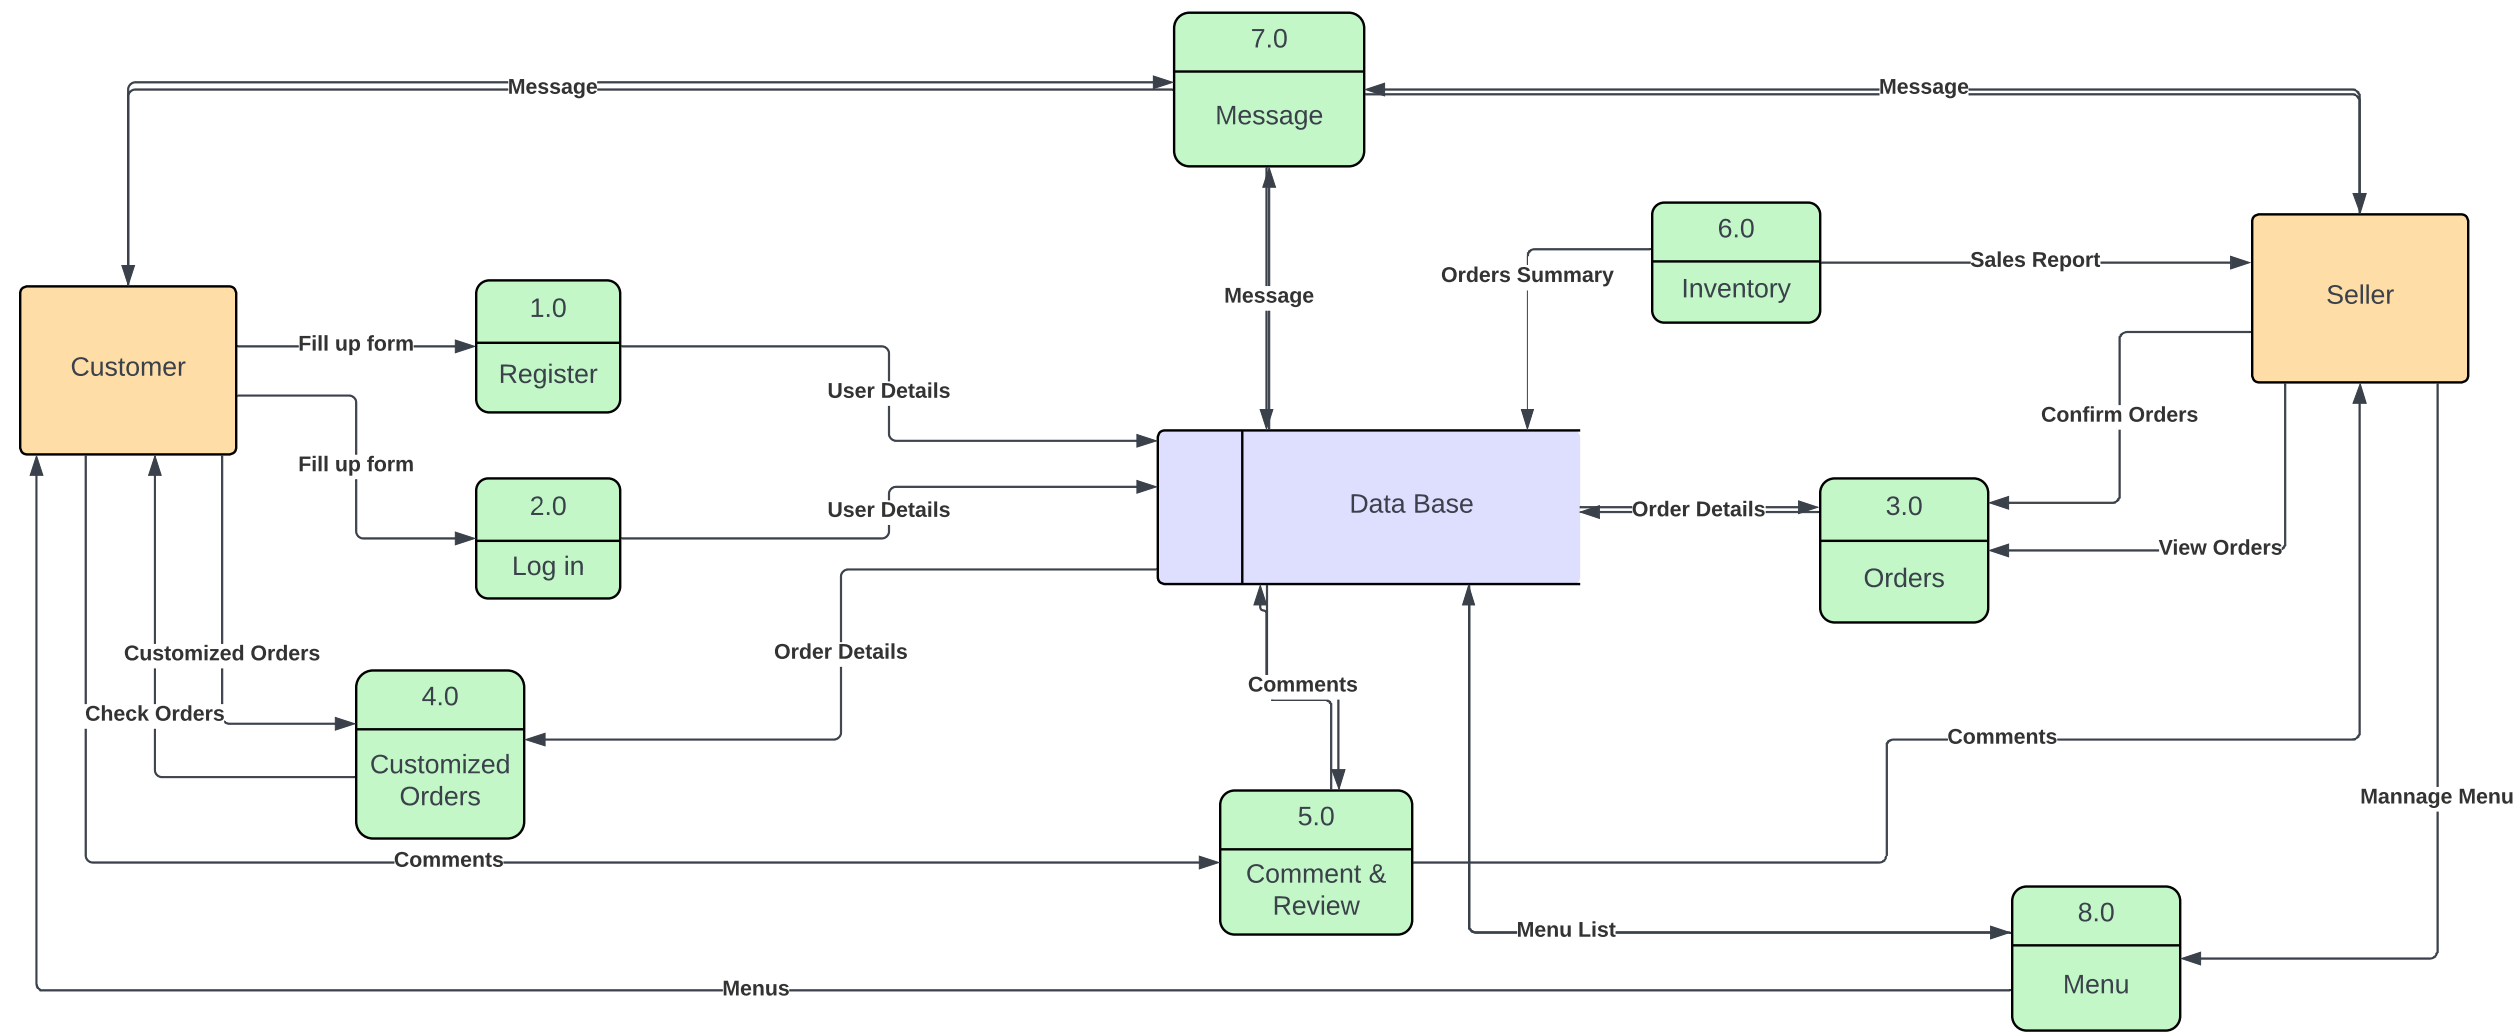 7.0
Message
Message
Message
6.0
Inventory
Orders Summary
Sales Report
Seller
Message
1.0
Register
Fill up form
Customer
User Details
Confirm Orders
Fill up form
2.0
Log in
User Details
Data Base
Order Details
3.0
Orders
View Orders
Customized Orders
Order Details
Comments
Check Orders
4.0
Customized
Orders
Comments
Mannage Menu
5.0
Comment &
Review
Comments
Menu List
8.0
Menu
Menus